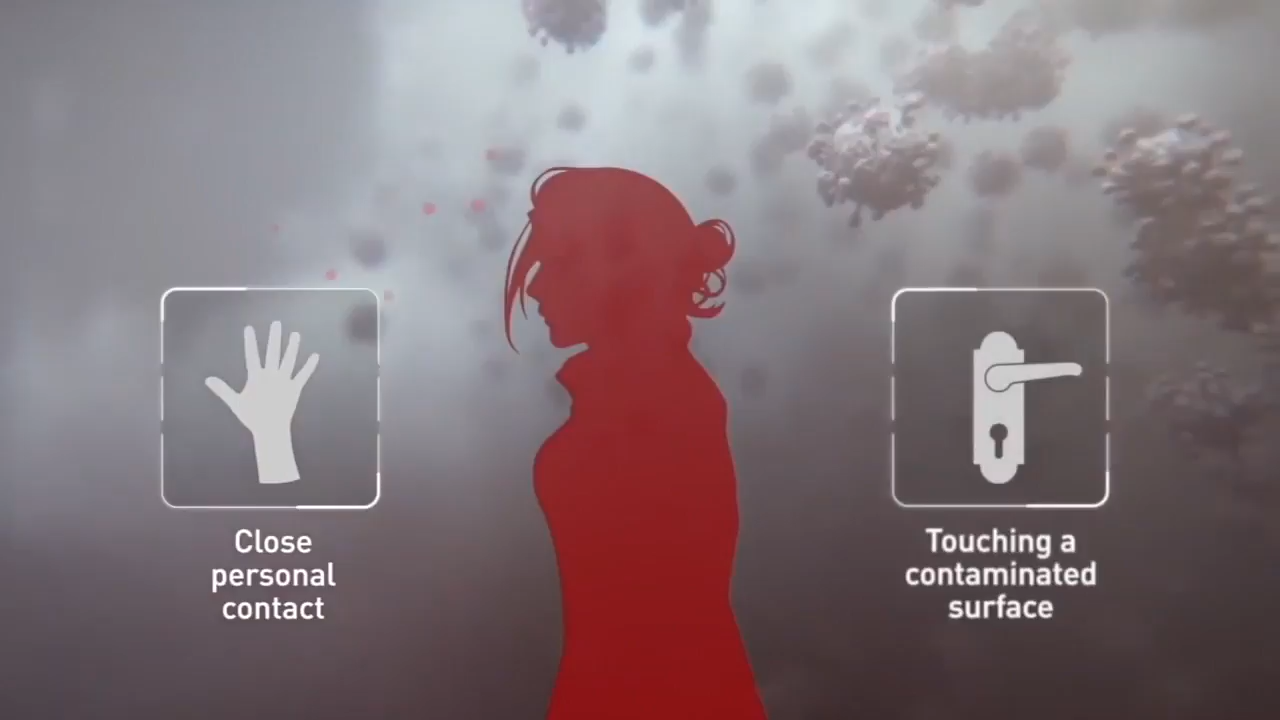 Close
personal
contact
Touching a
contaminated
surface